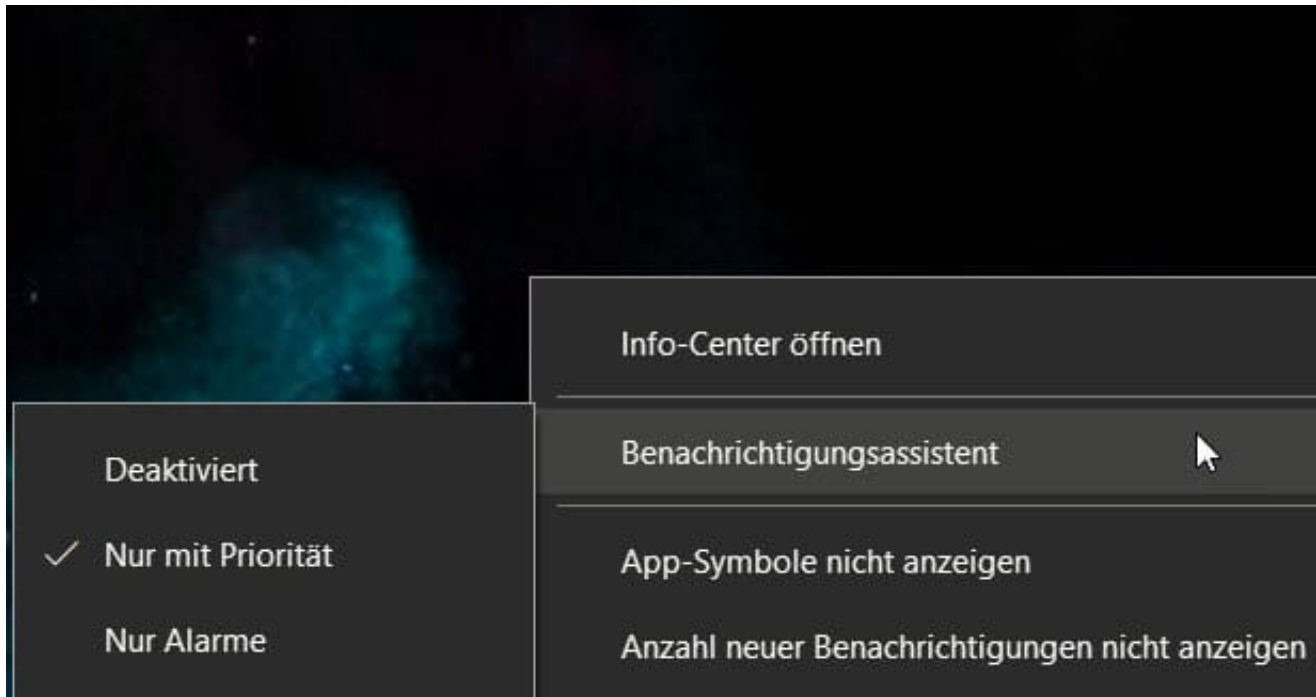 Info-Center öffnen
Benachrichtigungsassistent
App-Symbole nicht anzeigen
Anzahl neuer Benachrichtigungen nicht anzeigen
Deaktiviert
Nur mit Priorität
Nur Alarme